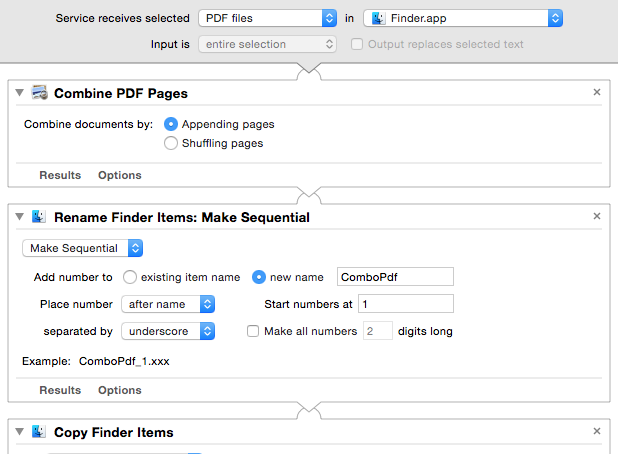 Service receives selected PDF files in Finder.app
Input is entire selection Output replaces selected text
Combine PDF Pages
Combine documents by: Appending pages
Shuffling pages
Results Options
Rename Finder Items: Make Sequential
Make Sequential
Add number to existing item name new name ComboPdf
Place number after name Start numbers at 1
separated by underscore Make all numbers 2 digits long
Example: ComboPdf_1.xxx
Results Options
Copy Finder Items